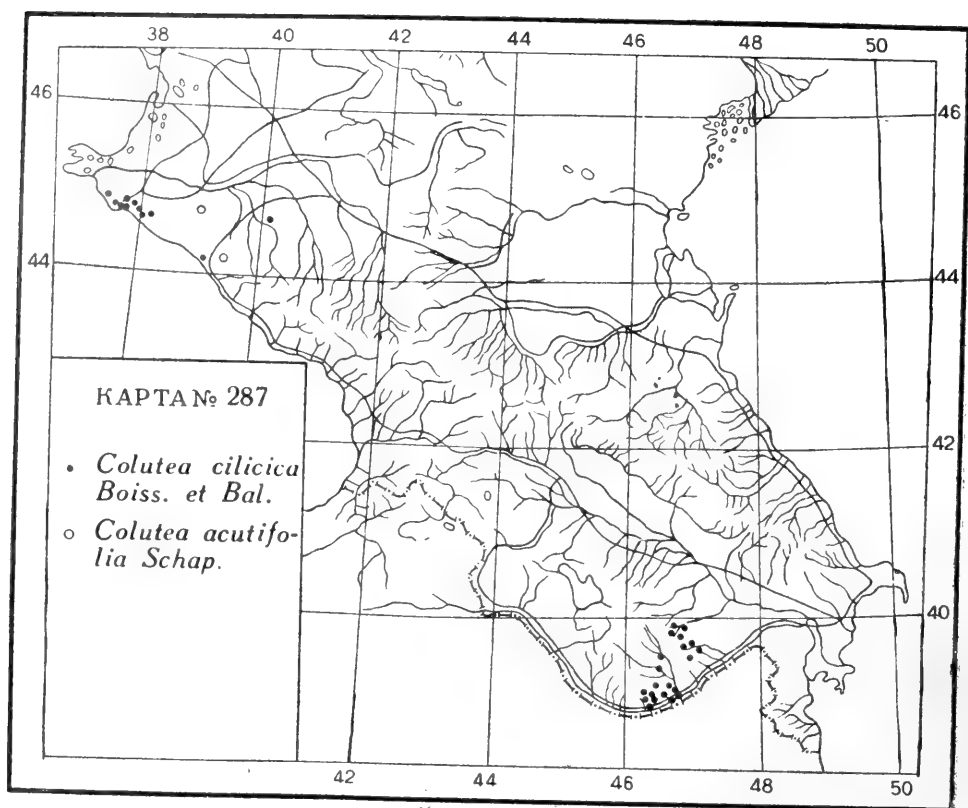 38 40 42 44 46 48 50
46 46
44 44
КАРТА № 287
42
• Colutea cilicica
Boiss. et Bal.
○ Colutea acutifo-
lia Schap.
40
42 44 46 48 50